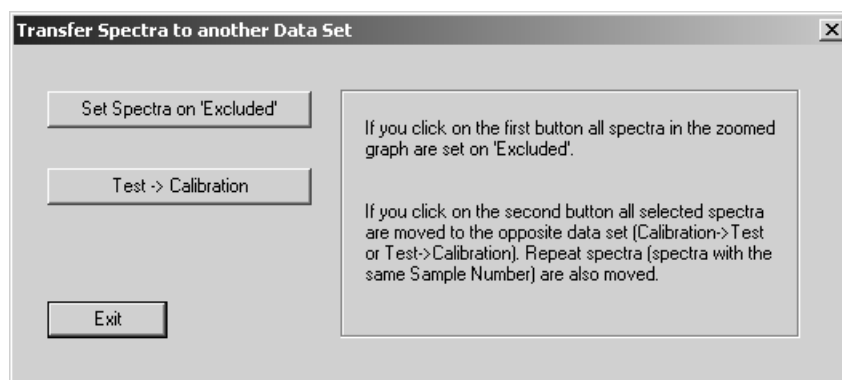 Transfer Spectra to another Data Set
Set Spectra on 'Excluded'
Test -> Calibration
Exit
If you click on the first button all spectra in the zoomed
graph are set on 'Excluded'.
If you click on the second button all selected spectra
are moved to the opposite data set (Calibration->Test
or Test->Calibration). Repeat spectra (spectra with the
same Sample Number) are also moved.